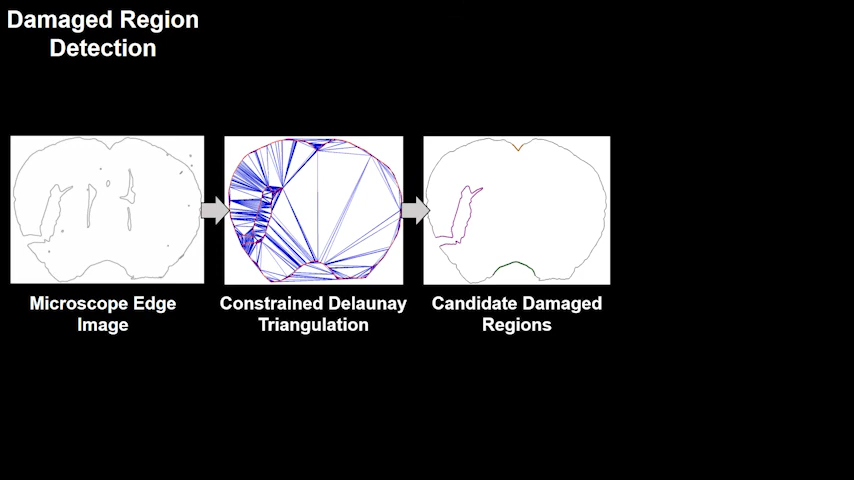 Damaged Region
Detection
Microscope Edge
Image
Constrained Delaunay
Triangulation
Candidate Damaged
Regions